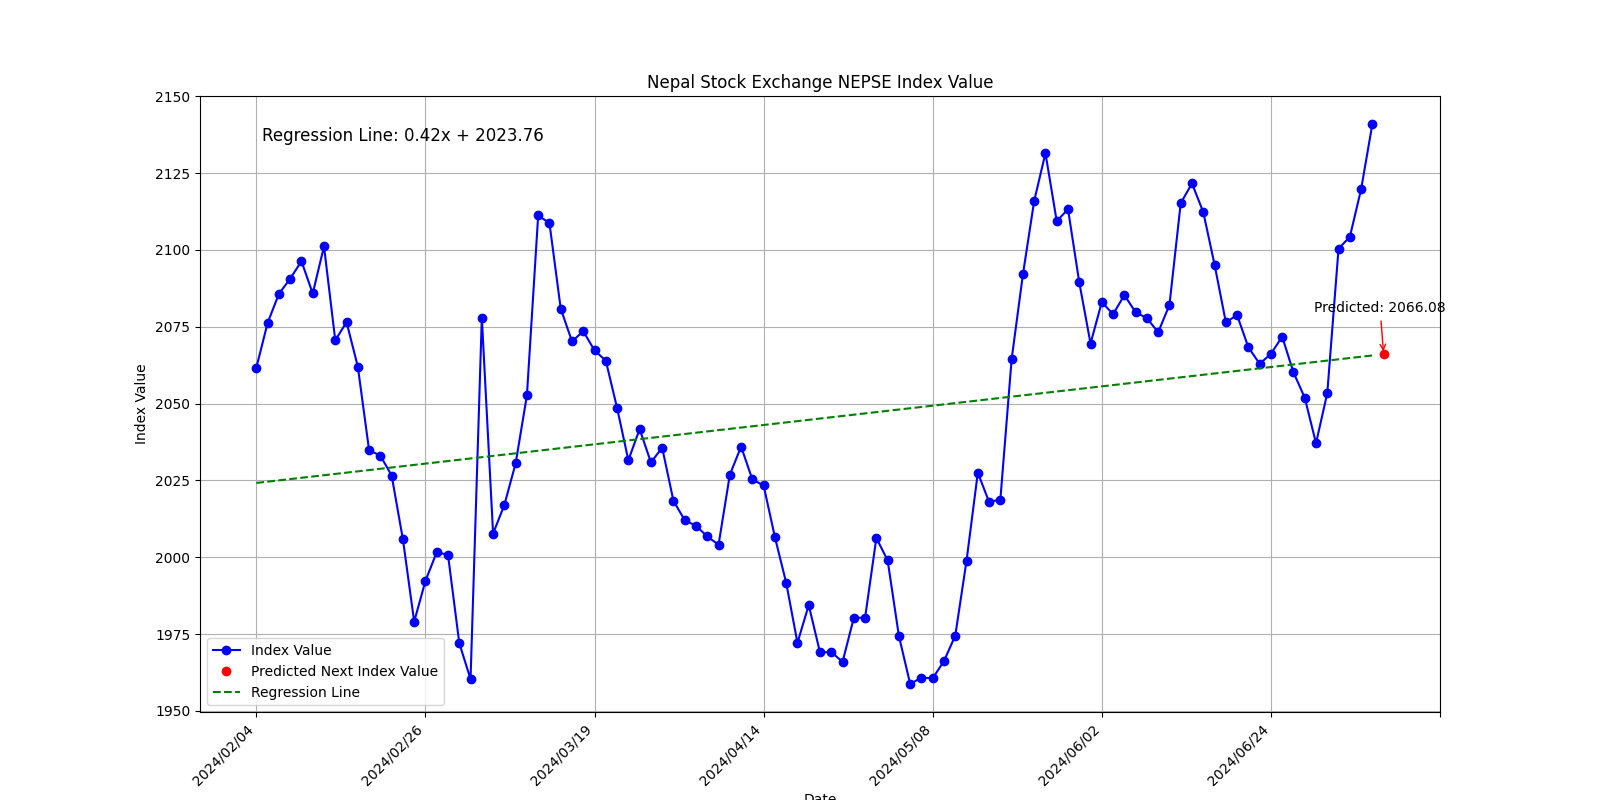 Nepal Stock Exchange NEPSE Index Value
2150
2125
2100
2075
2050
2025
2000
1975
1950
Index Value
Regression Line: 0.42x + 2023.76
Predicted: 2066.08
Index Value
Predicted Next Index Value
Regression Line
2024/02/04
2024/02/26
2024/03/19
2024/04/14
2024/05/08
2024/06/02
2024/06/24
Date